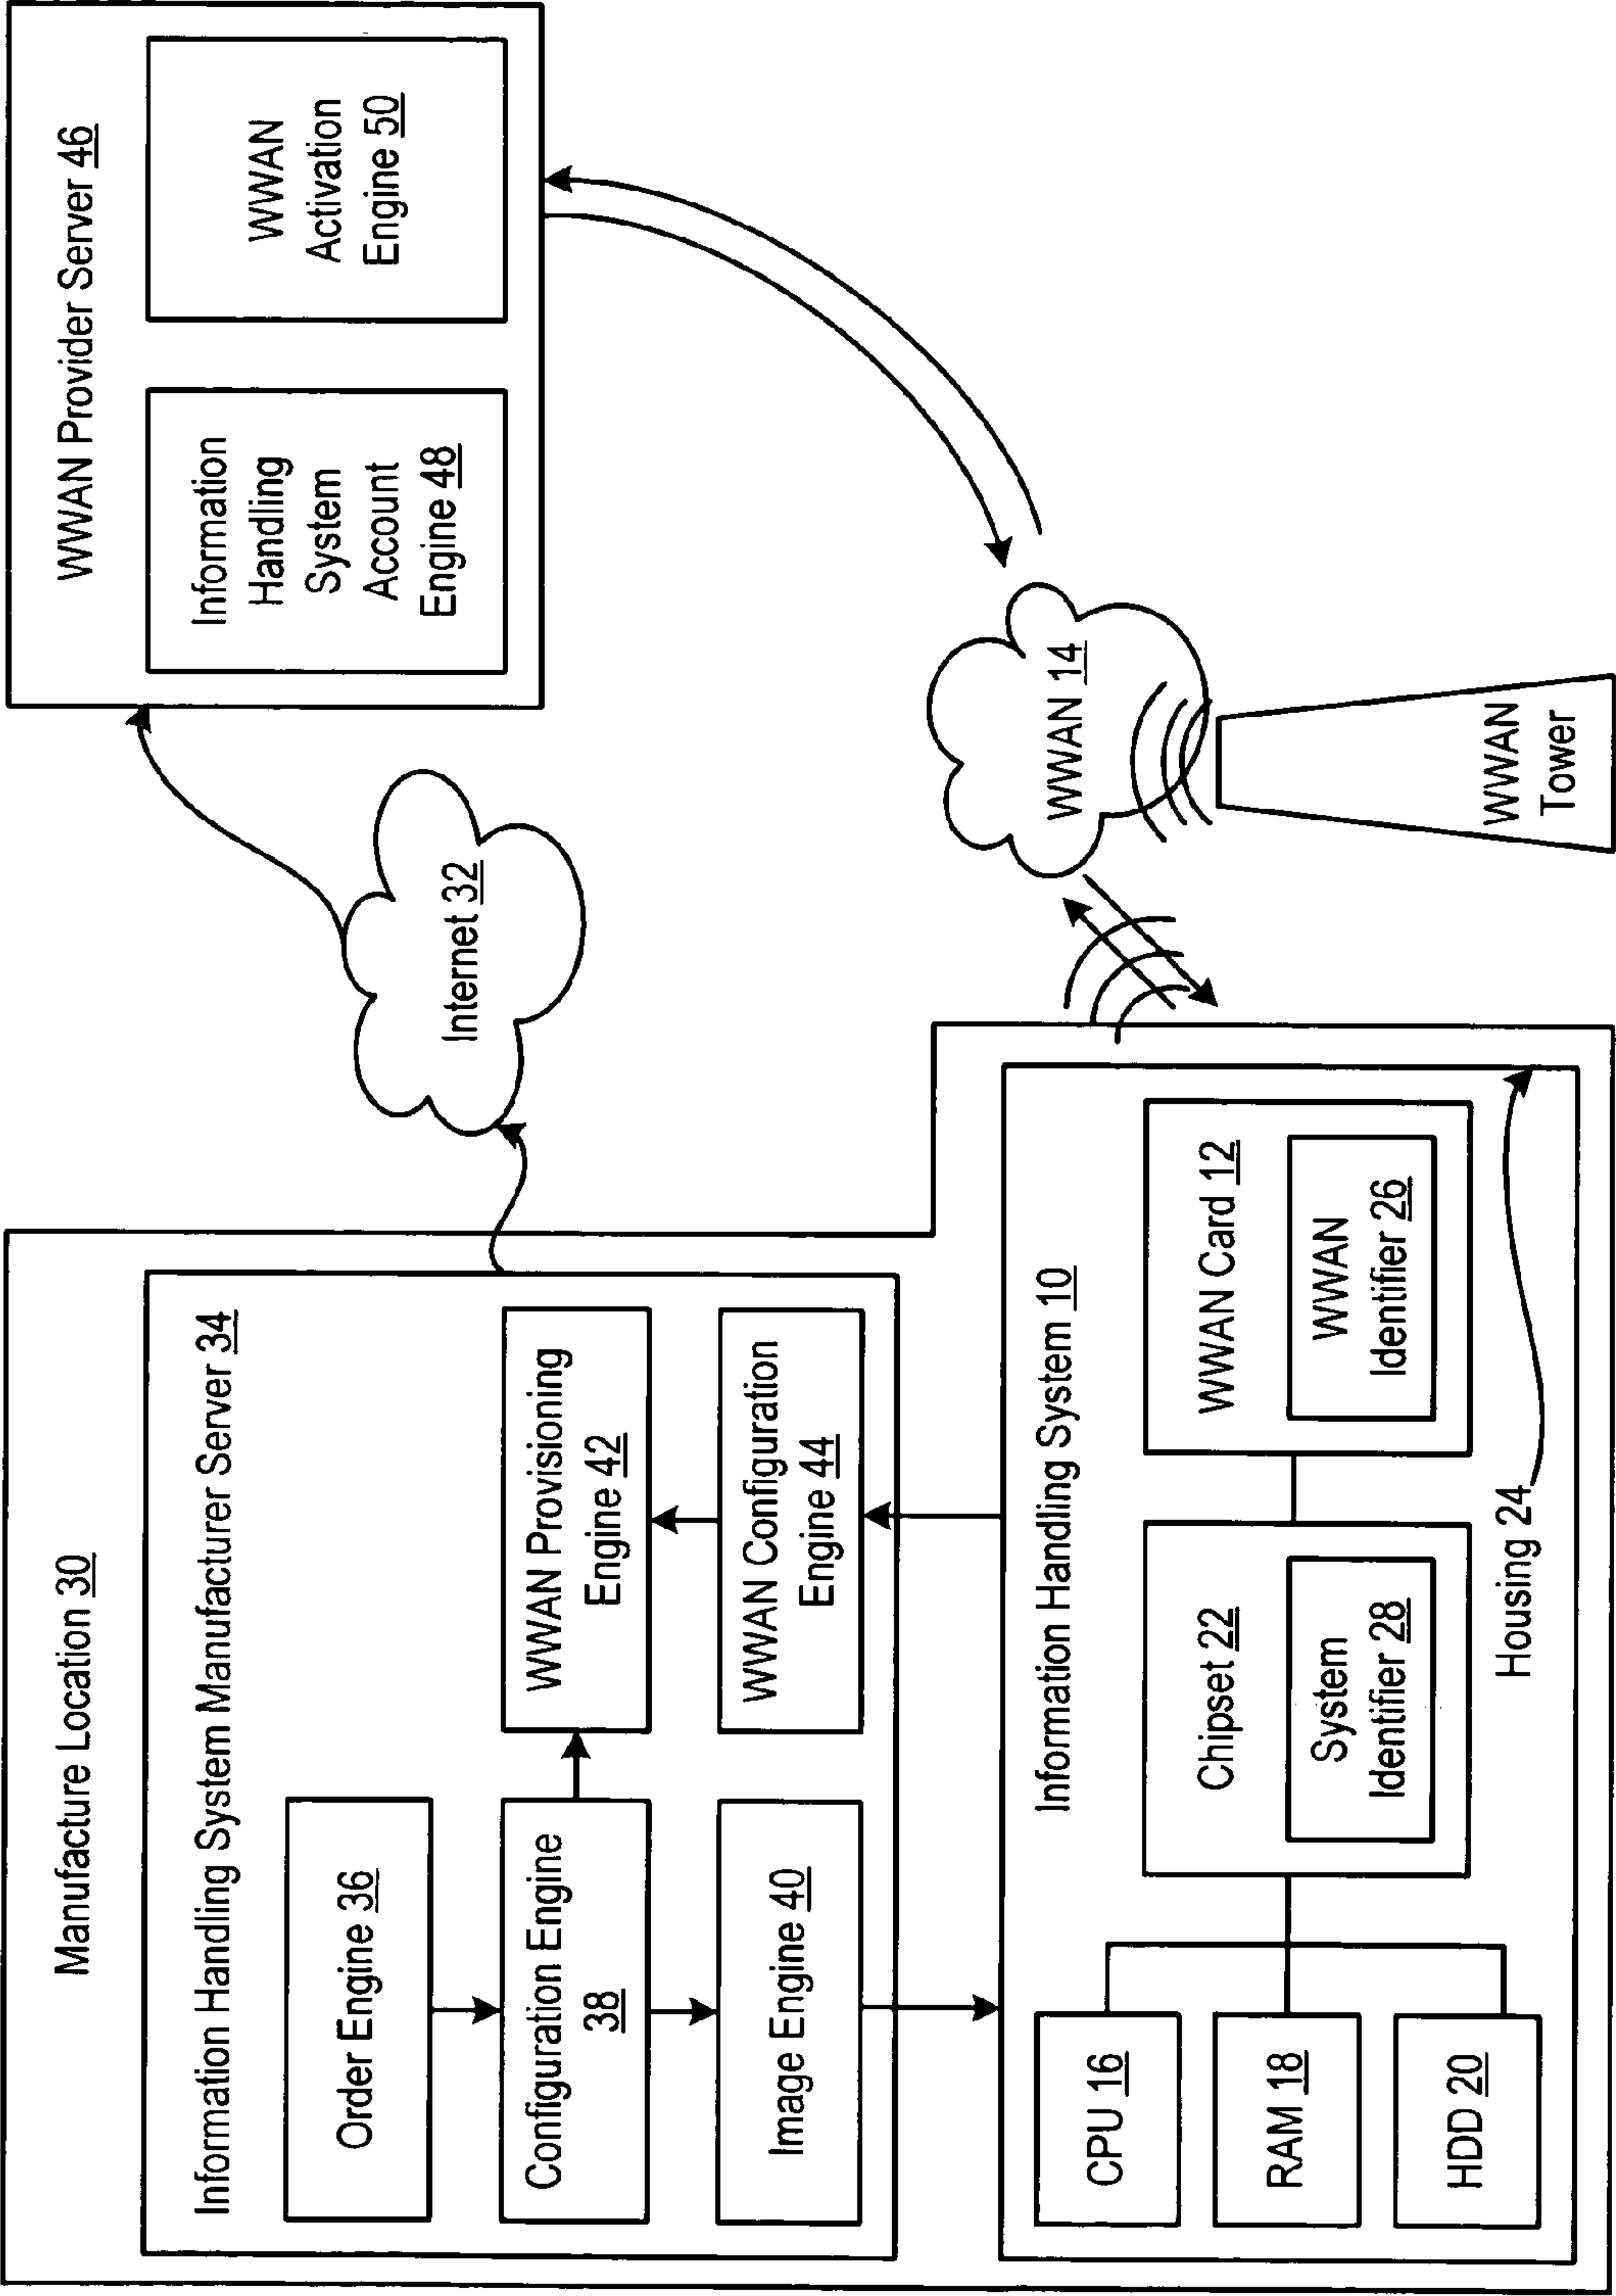 Manufacture Location 30
Information Handling System Manufacturer Server 34
Order Engine 36
Configuration Engine
38
Image Engine 40
WWAN Provisioning
Engine 42
WWAN Configuration
Engine 44
Information Handling System 10
CPU 16
RAM 18
HDD 20
Chipset 22
System
Identifier 28
WWAN Card 12
WWAN
Identifier 26
Housing 24
Internet 32
WWAN 14
WWAN
Tower
WWAN Provider Server 46
Information
Handling
System
Account
Engine 48
WWAN
Activation
Engine 50